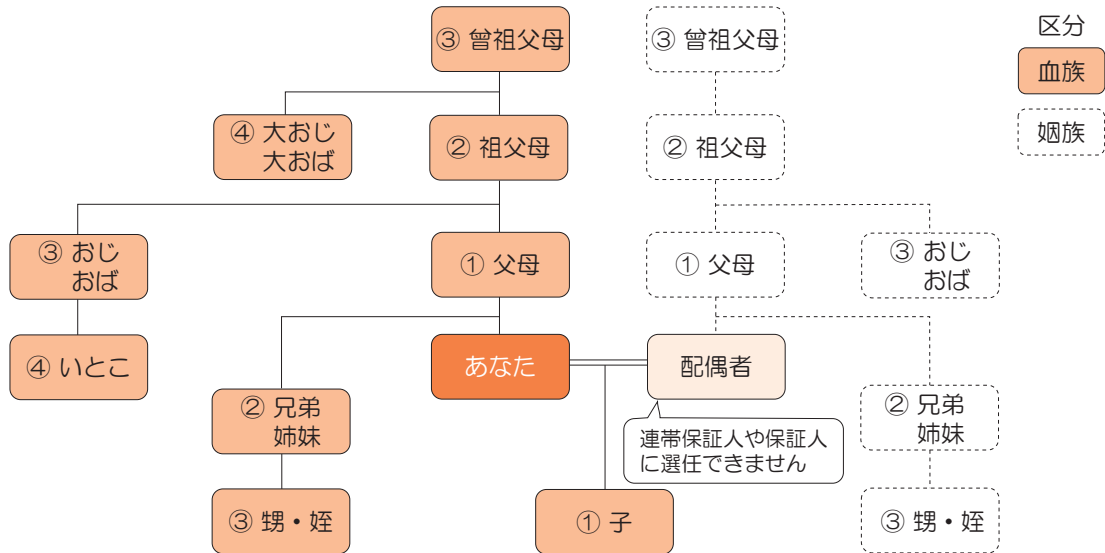 ③ 曾祖父母
③ 曾祖父母
区分
血族
姻族
④ 大おじ
大おば
② 祖父母
② 祖父母
③ おじ
おば
① 父母
① 父母
③ おじ
おば
④ いとこ
あなた
配偶者
② 兄弟
姉妹
連帯保証人や保証人
に選任できません
② 兄弟
姉妹
③ 甥・姪
① 子
③ 甥・姪